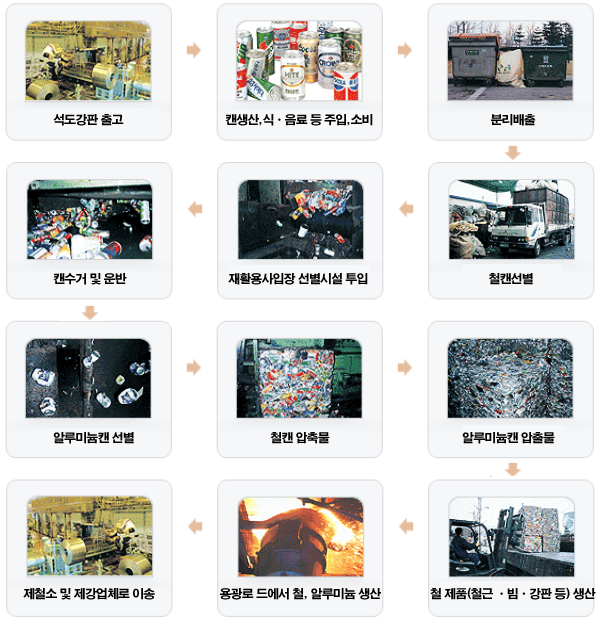 석도강판 출고
캔생산, 식 · 음료 등 주입, 소비
분리배출
캔수거 및 운반
재활용사입장 선별시설 투입
철캔선별
알루미늄캔 선별
철캔 압축물
알루미늄캔 압출물
제철소 및 제강업체로 이송
용광로 드에서 철, 알루미늄 생산
철 제품(철근 · 빔 · 강판 등) 생산
HITE
CROWN